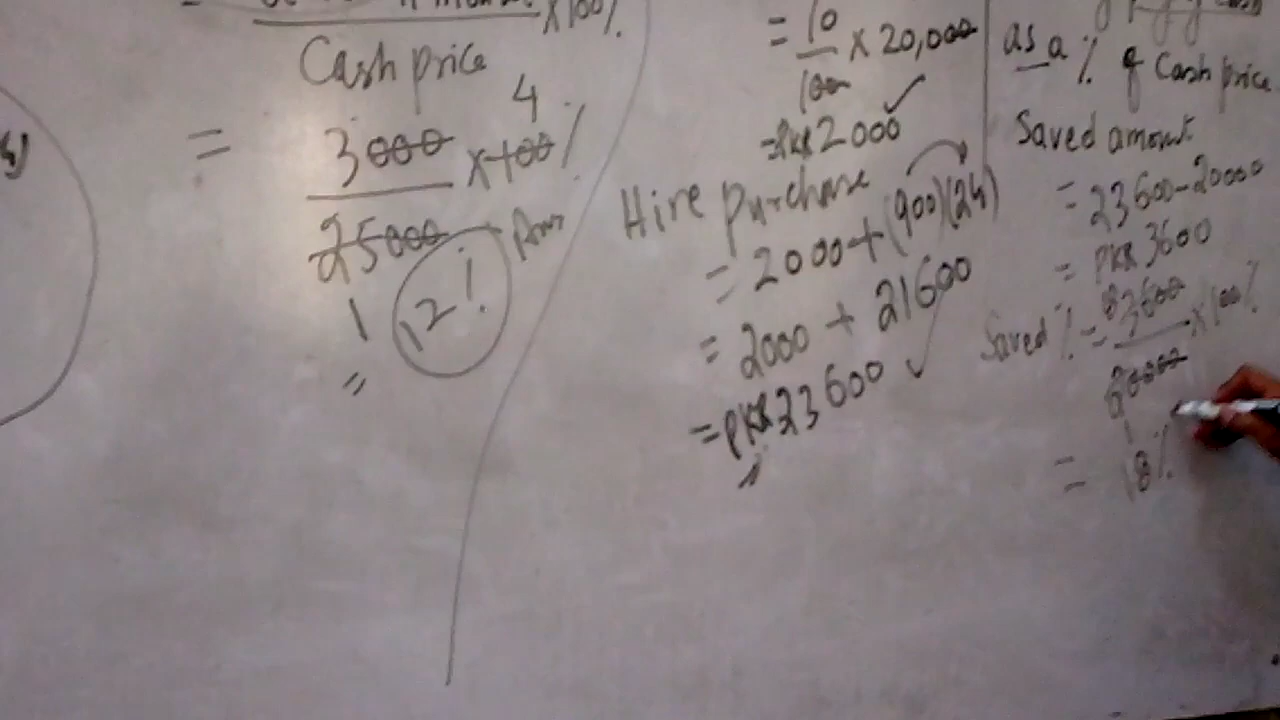 x100%
Cash price
4
= 3000 x 100%
25000
1
12% Ans
=
= 10 x 20,000
100
= PKR 2000 ✓
Hire purchase
= 2000 + (900)(24)
= 2000 + 21600
= PKR 23600 ✓
as a % of Cash price
Saved amount
= 23600-20000
= PKR 3600
Saved % = 3600 x 100%
20000
1
= 18%